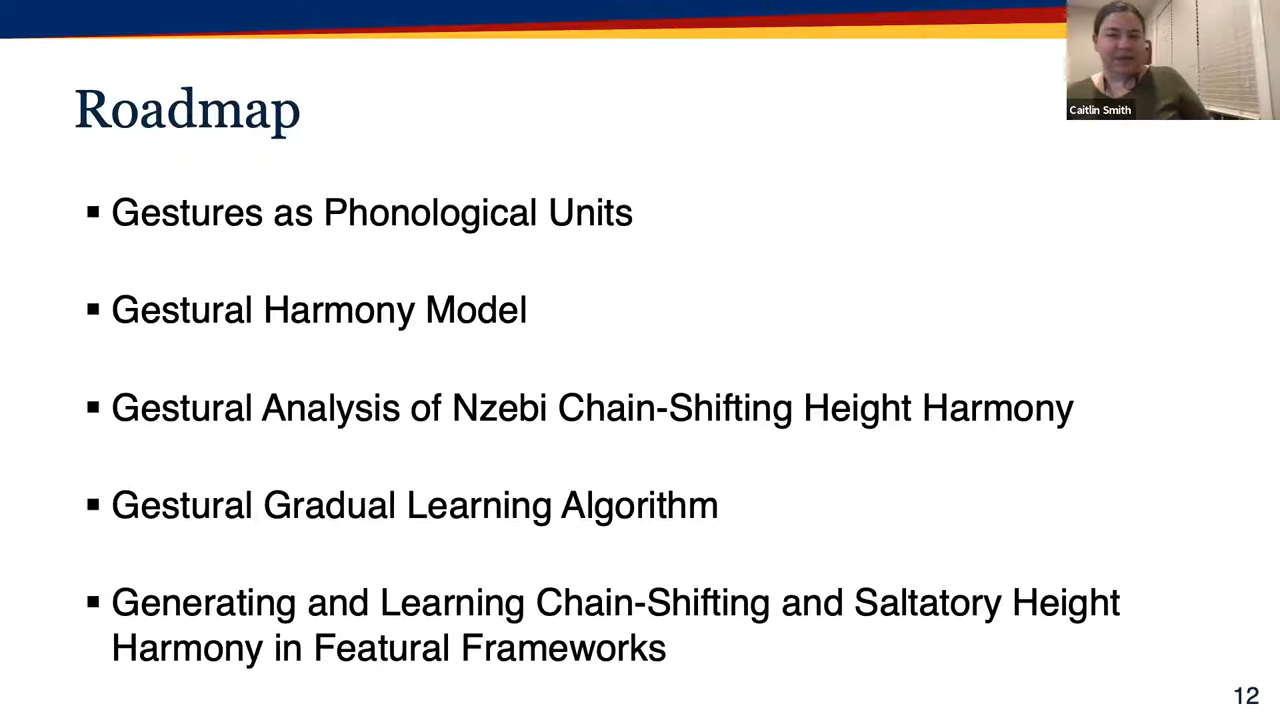 Caitlin Smith
Roadmap
▪ Gestures as Phonological Units
▪ Gestural Harmony Model
▪ Gestural Analysis of Nzebi Chain-Shifting Height Harmony
▪ Gestural Gradual Learning Algorithm
▪ Generating and Learning Chain-Shifting and Saltatory Height
Harmony in Featural Frameworks
12